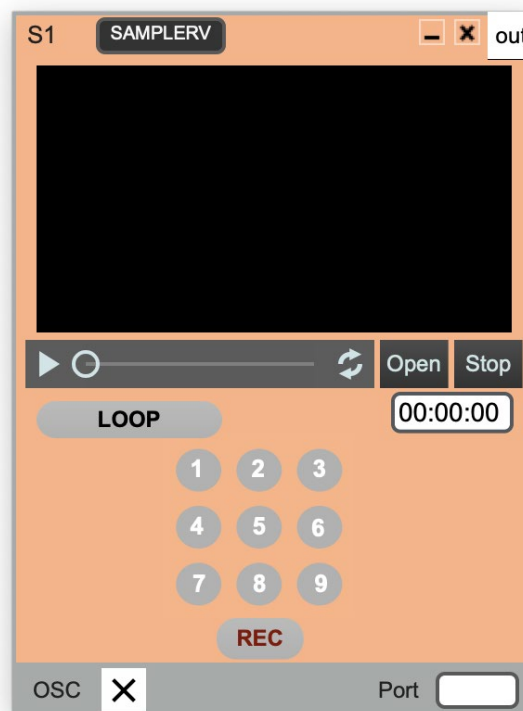 S1 SAMPLERV out
Open Stop
LOOP 00:00:00
1 2 3
4 5 6
7 8 9
REC
OSC Port